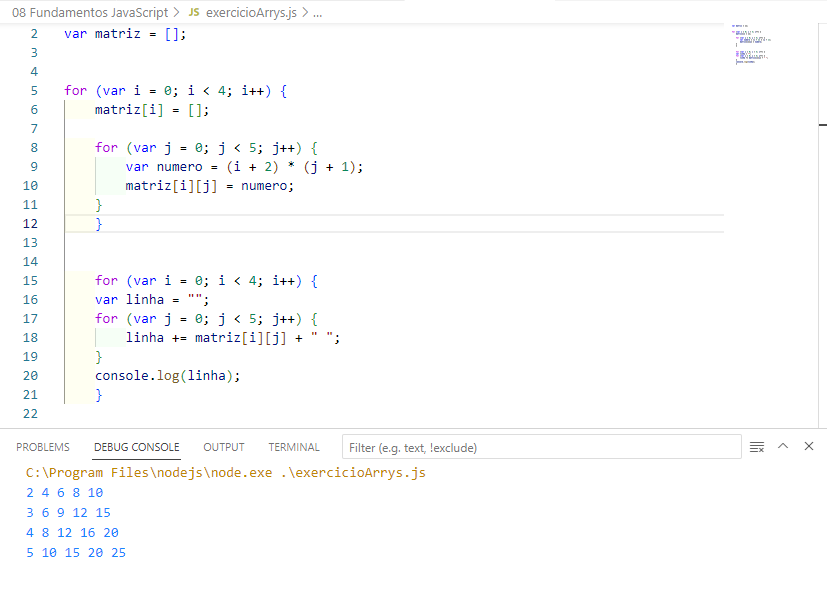 08 Fundamentos JavaScript > JS exercicioArrys.js > ...
2 var matriz = [];
3
4
5 for (var i = 0; i < 4; i++) {
6 matriz[i] = [];
7
8 for (var j = 0; j < 5; j++) {
9 var numero = (i + 2) * (j + 1);
10 matriz[i][j] = numero;
11 }
12 }
13
14
15 for (var i = 0; i < 4; i++) {
16 var linha = "";
17 for (var j = 0; j < 5; j++) {
18 linha += matriz[i][j] + " ";
19 }
20 console.log(linha);
21 }
22
PROBLEMS DEBUG CONSOLE OUTPUT TERMINAL Filter (e.g. text, !exclude)
C:\Program Files\nodejs\node.exe .\exercicioArrys.js
2 4 6 8 10
3 6 9 12 15
4 8 12 16 20
5 10 15 20 25